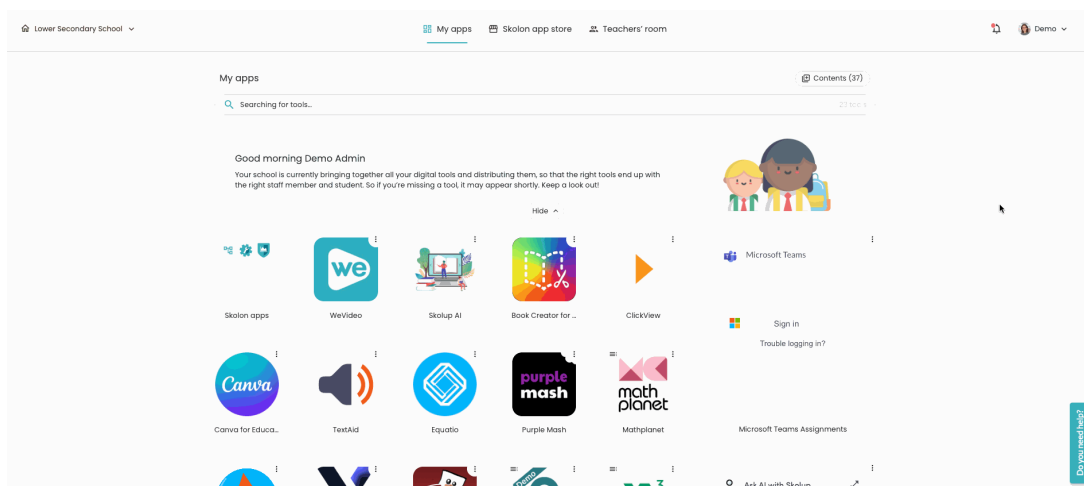 Lower Secondary School
My apps
Skolon app store
Teachers' room
Demo
My apps
Contents (37)
Searching for tools...
Good morning Demo Admin
Your school is currently bringing together all your digital tools and distributing them, so that the right tools end up with
the right staff member and student. So if you're missing a tool, it may appear shortly. Keep a look out!
Hide
we
Microsoft Teams
Skolon apps
WeVideo
Skolup AI
Book Creator for ...
ClickView
Sign in
Trouble logging in?
Canva
purple
mash
math
planet
Canva for Educa...
TextAid
Equatio
Purple Mash
Mathplanet
Microsoft Teams Assignments
Do you need help?
Demo
3
Ask AI with Skolup